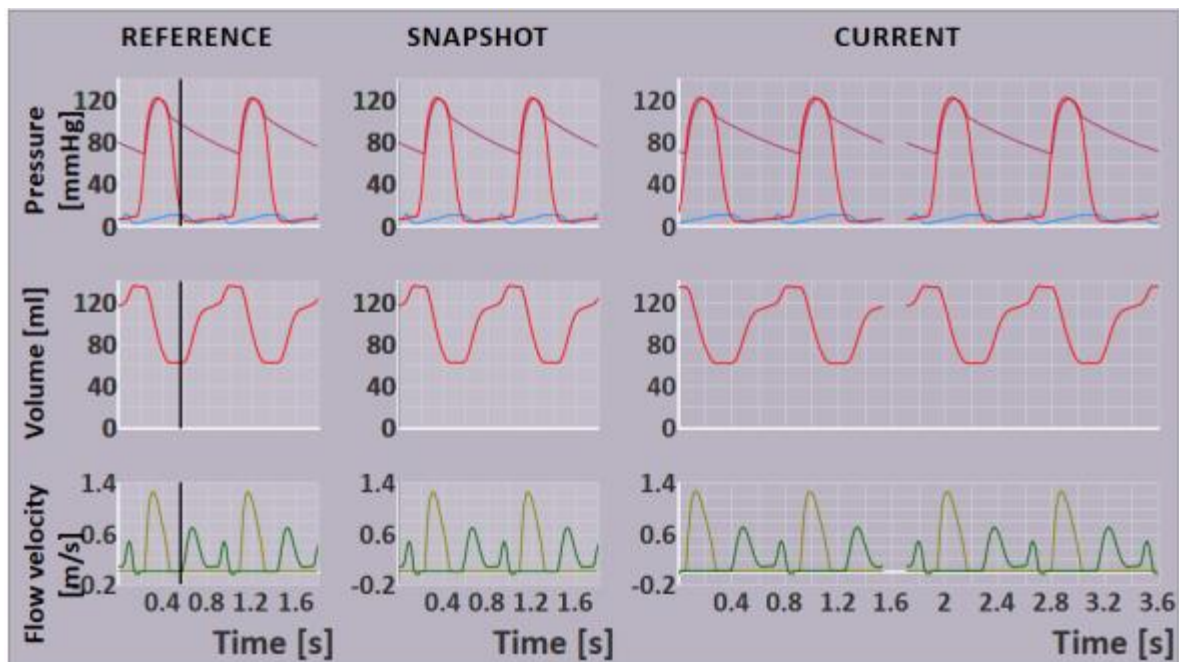 REFERENCE SNAPSHOT CURRENT
Pressure
[mmHg]
120 120 120
80 80 80
40 40 40
0 0 0
Volume [ml]
120 120 120
80 80 80
40 40 40
0 0 0
Flow velocity
[m/s]
1.4 1.4 1.4
0.6 0.6 0.6
-0.2 -0.2 -0.2
0.4 0.8 1.2 1.6 0.4 0.8 1.2 1.6 0.4 0.8 1.2 1.6 2 2.4 2.8 3.2 3.6
Time [s] Time [s] Time [s]